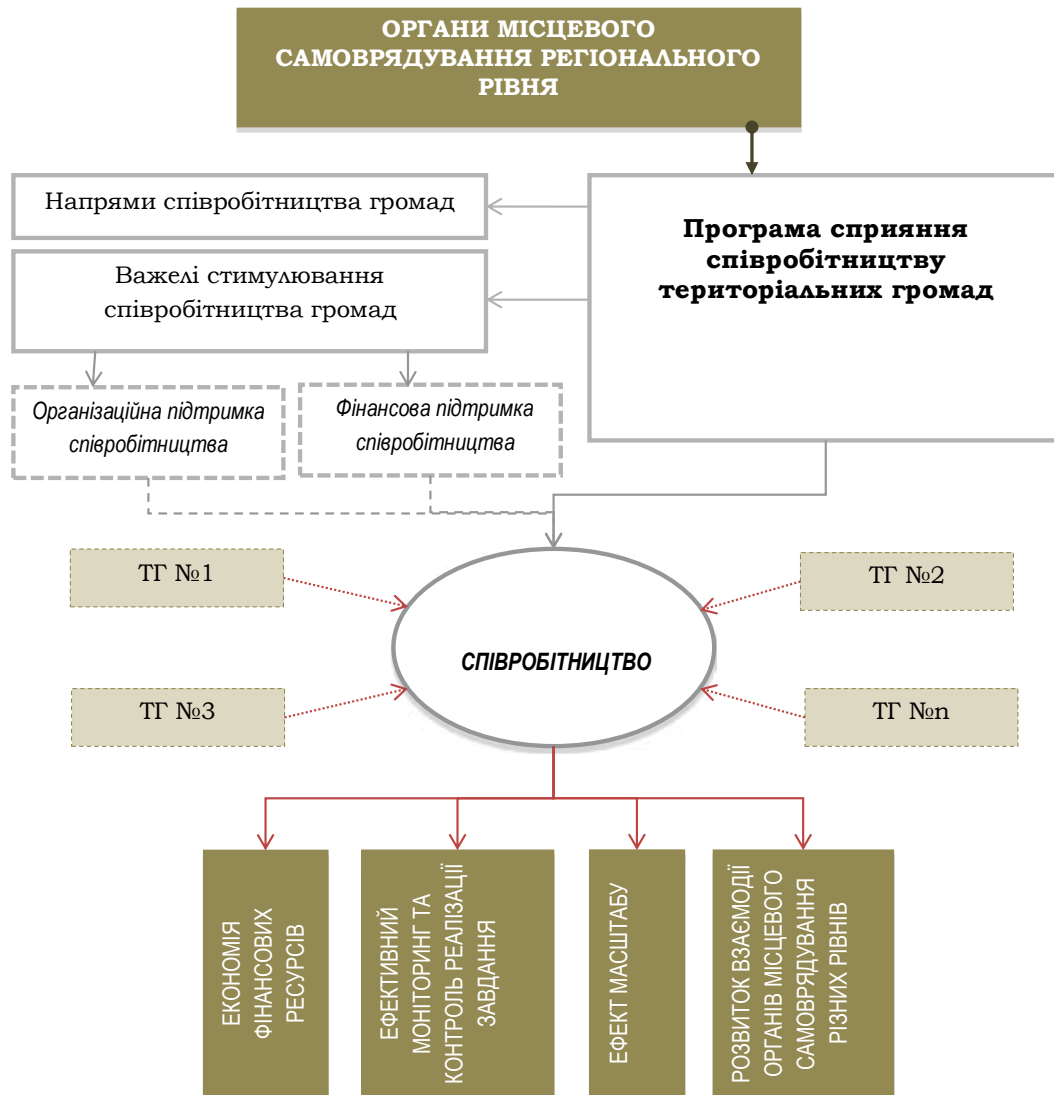 ОРГАНИ МІСЦЕВОГО
САМОВРЯДУВАННЯ РЕГІОНАЛЬНОГО
РІВНЯ
Напрями співробітництва громад
Програма сприяння
співробітництву
територіальних громад
Важелі стимулювання
співробітництва громад
Організаційна підтримка
співробітництва
Фінансова підтримка
співробітництва
ТГ №1
ТГ №2
СПІВРОБІТНИЦТВО
ТГ №3
ТГ №n
ЕКОНОМІЯ
ФІНАНСОВИХ
РЕСУРСІВ
ЕФЕКТИВНИЙ
МОНІТОРИНГ ТА
КОНТРОЛЬ РЕАЛІЗАЦІЇ
ЗАВДАННЯ
ЕФЕКТ МАСШТАБУ
РОЗВИТОК ВЗАЄМОДІЇ
ОРГАНІВ МІСЦЕВОГО
САМОВРЯДУВАННЯ
РІЗНИХ РІВНІВ